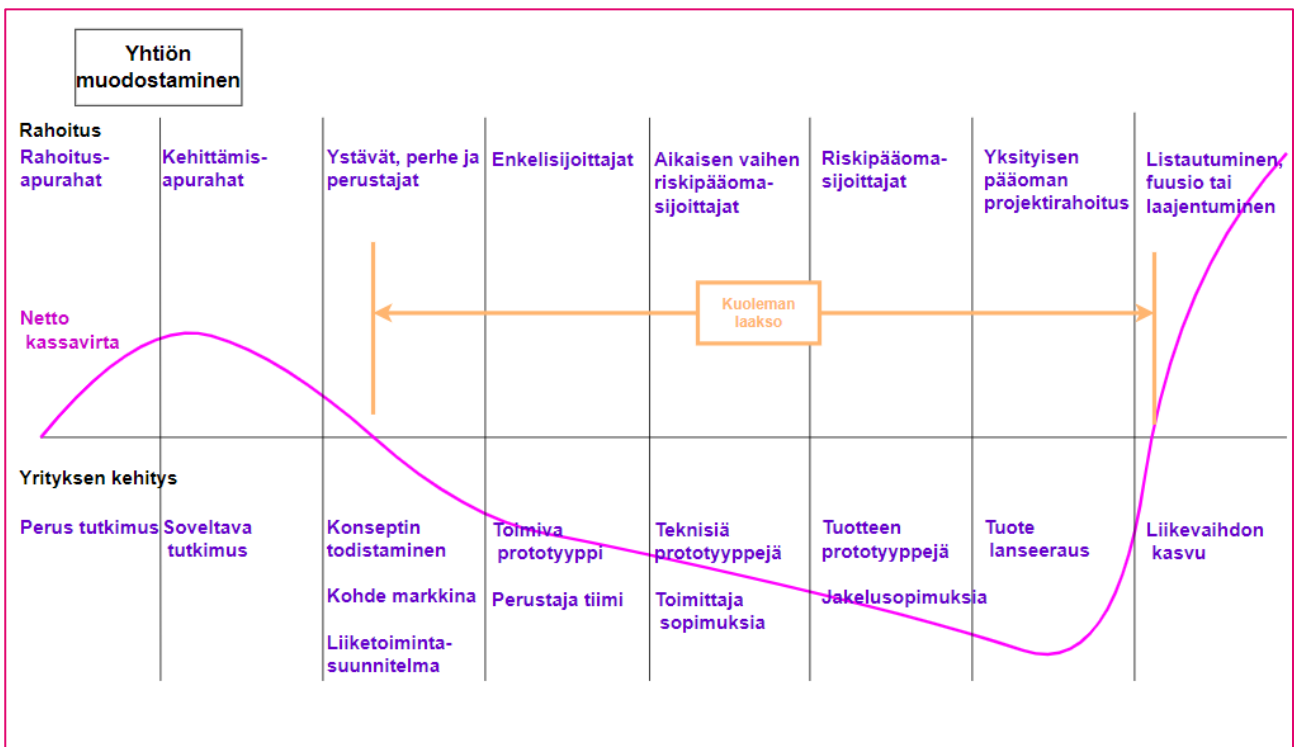 Yhtiön
muodostaminen
Rahoitus
Rahoitus-
apurahat
Kehittämis-
apurahat
Ystävät, perhe ja
perustajat
Enkelisijoittajat
Aikaisen vaihen
riskipääoma-
sijoittajat
Riskipääoma-
sijoittajat
Yksityisen
pääoman
projektirahoitus
Listautuminen,
fuusio tai
laajentuminen
Kuoleman
laakso
Netto
kassavirta
Yrityksen kehitys
Perus tutkimus
Soveltava
tutkimus
Konseptin
todistaminen
Kohde markkina
Liiketoiminta-
suunnitelma
Toimiva
prototyyppi
Perustaja tiimi
Teknisiä
prototyyppejä
Toimittaja
sopimuksia
Tuotteen
prototyyppejä
Jakelusopimuksia
Tuote
lanseeraus
Liikevaihdon
kasvu